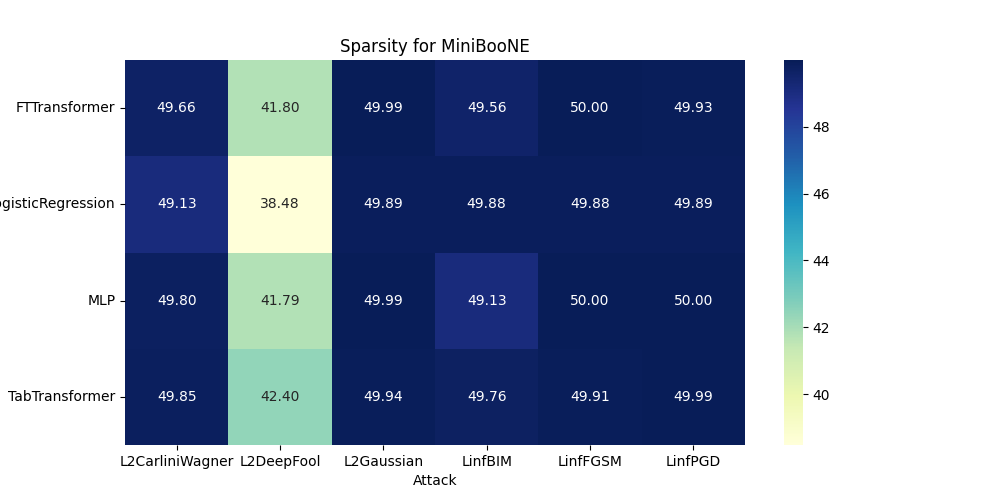 Sparsity for MiniBooNE
FTTransformer 49.66 41.80 49.99 49.56 50.00 49.93
ogisticRegression 49.13 38.48 49.89 49.88 49.88 49.89
MLP 49.80 41.79 49.99 49.13 50.00 50.00
TabTransformer 49.85 42.40 49.94 49.76 49.91 49.99
L2CarliniWagner L2DeepFool L2Gaussian LinfBIM LinfFGSM LinfPGD
Attack
48
46
44
42
40